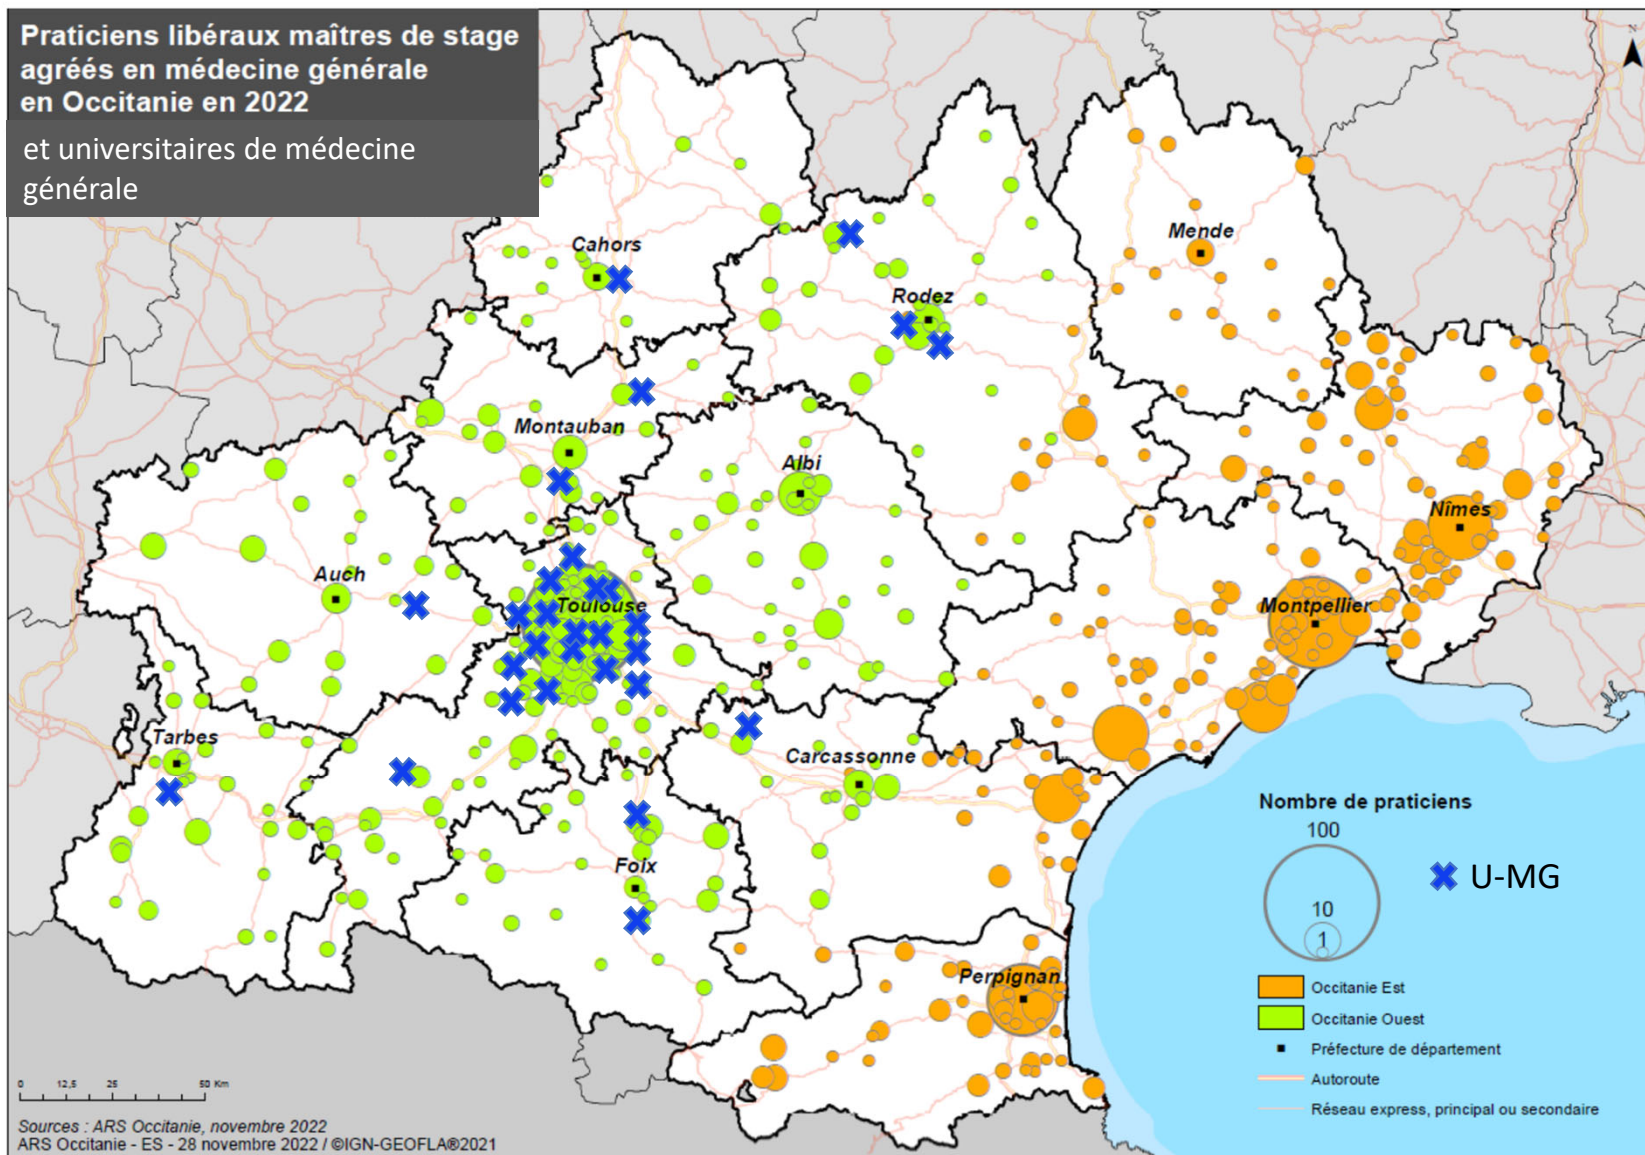 Praticiens libéraux maîtres de stage
agréés en médecine générale
en Occitanie en 2022
et universitaires de médecine
générale
N
Mende
Cahors
Rodez
Montauban
Albi
Nîmes
Auch
Toulouse
Montpellier
Tarbes
Carcassonne
Foix
Perpignan
Nombre de praticiens
100
10
1
U-MG
Occitanie Est
Occitanie Ouest
Préfecture de département
Autoroute
Réseau express, principal ou secondaire
0 12,5 25 50 Km
Sources : ARS Occitanie, novembre 2022
ARS Occitanie - ES - 28 novembre 2022 / ©IGN-GEOFLA®2021